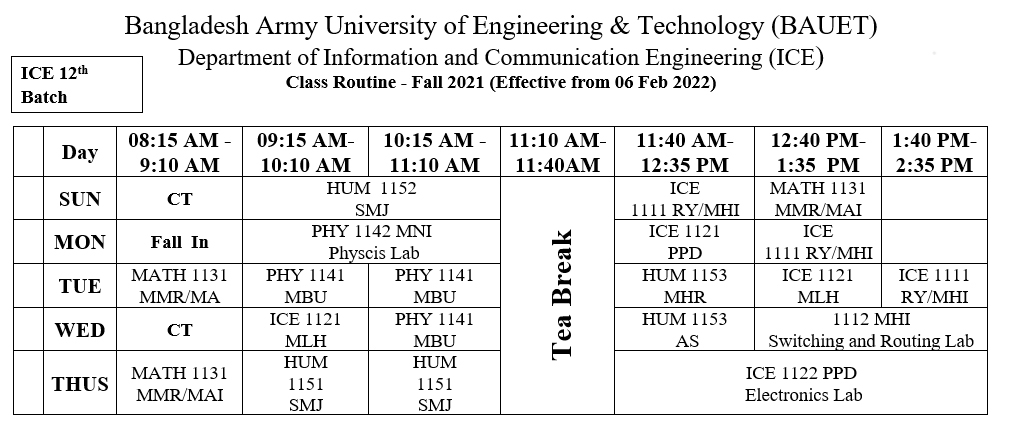 Bangladesh Army University of Engineering & Technology (BAUET)
Department of Information and Communication Engineering (ICE)
Class Routine - Fall 2021 (Effective from 06 Feb 2022)
ICE 12th
Batch
Day
08:15 AM -
9:10 AM
09:15 AM-
10:10 AM
10:15 AM -
11:10 AM
11:10 AM-
11:40AM
11:40 AM-
12:35 PM
12:40 PM-
1:35 PM
1:40 PM-
2:35 PM
SUN
CT
HUM 1152
SMJ
Tea Break
ICE
1111 RY/MHI
MATH 1131
MMR/MAI
MON
Fall In
PHY 1142 MNI
Physcis Lab
ICE 1121
PPD
ICE
1111 RY/MHI
TUE
MATH 1131
MMR/MA
PHY 1141
MBU
PHY 1141
MBU
HUM 1153
MHR
ICE 1121
MLH
ICE 1111
RY/MHI
WED
CT
ICE 1121
MLH
PHY 1141
MBU
HUM 1153
AS
1112 MHI
Switching and Routing Lab
THUS
MATH 1131
MMR/MAI
HUM
1151
SMJ
HUM
1151
SMJ
ICE 1122 PPD
Electronics Lab